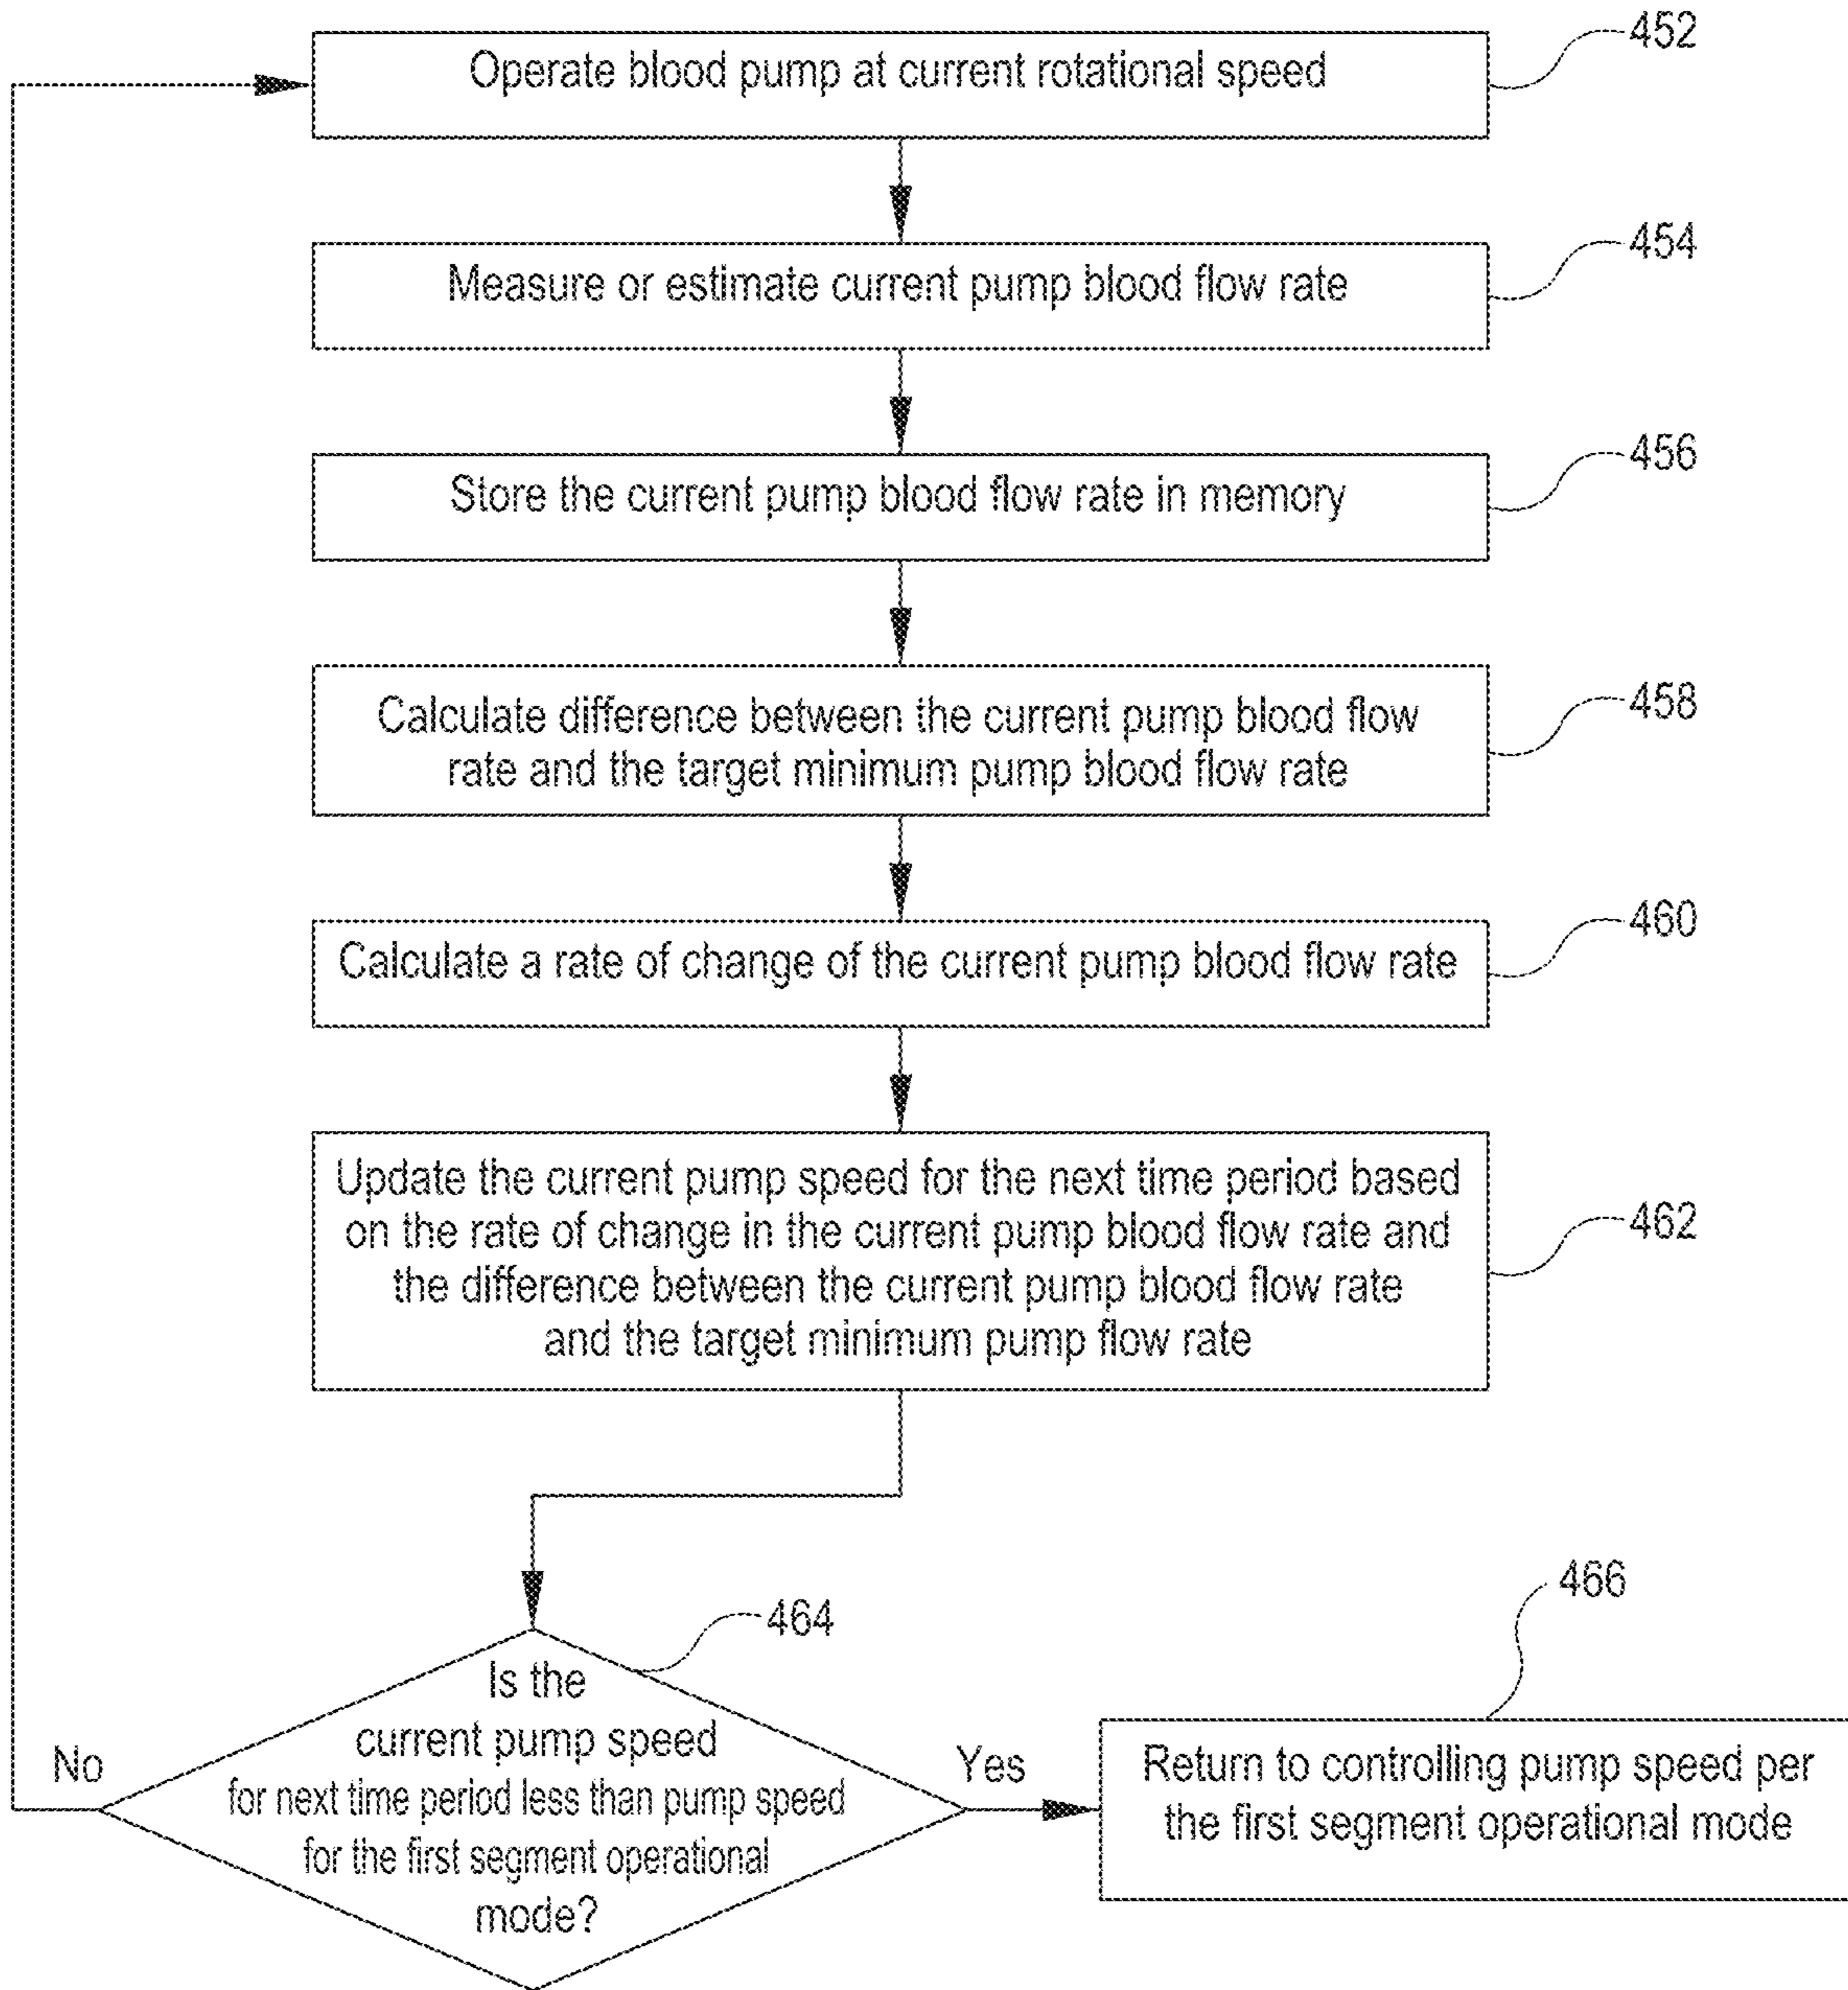 452
Operate blood pump at current rotational speed
454
Measure or estimate current pump blood flow rate
456
Store the current pump blood flow rate in memory
458
Calculate difference between the current pump blood flow
rate and the target minimum pump blood flow rate
460
Calculate a rate of change of the current pump blood flow rate
Update the current pump speed for the next time period based
on the rate of change in the current pump blood flow rate and
462
the difference between the current pump blood flow rate
and the target minimum pump flow rate
466
464
Is the
current pump speed
for next time period less than pump speed
for the first segment operational
mode?
No
Yes
Return to controlling pump speed per
the first segment operational mode